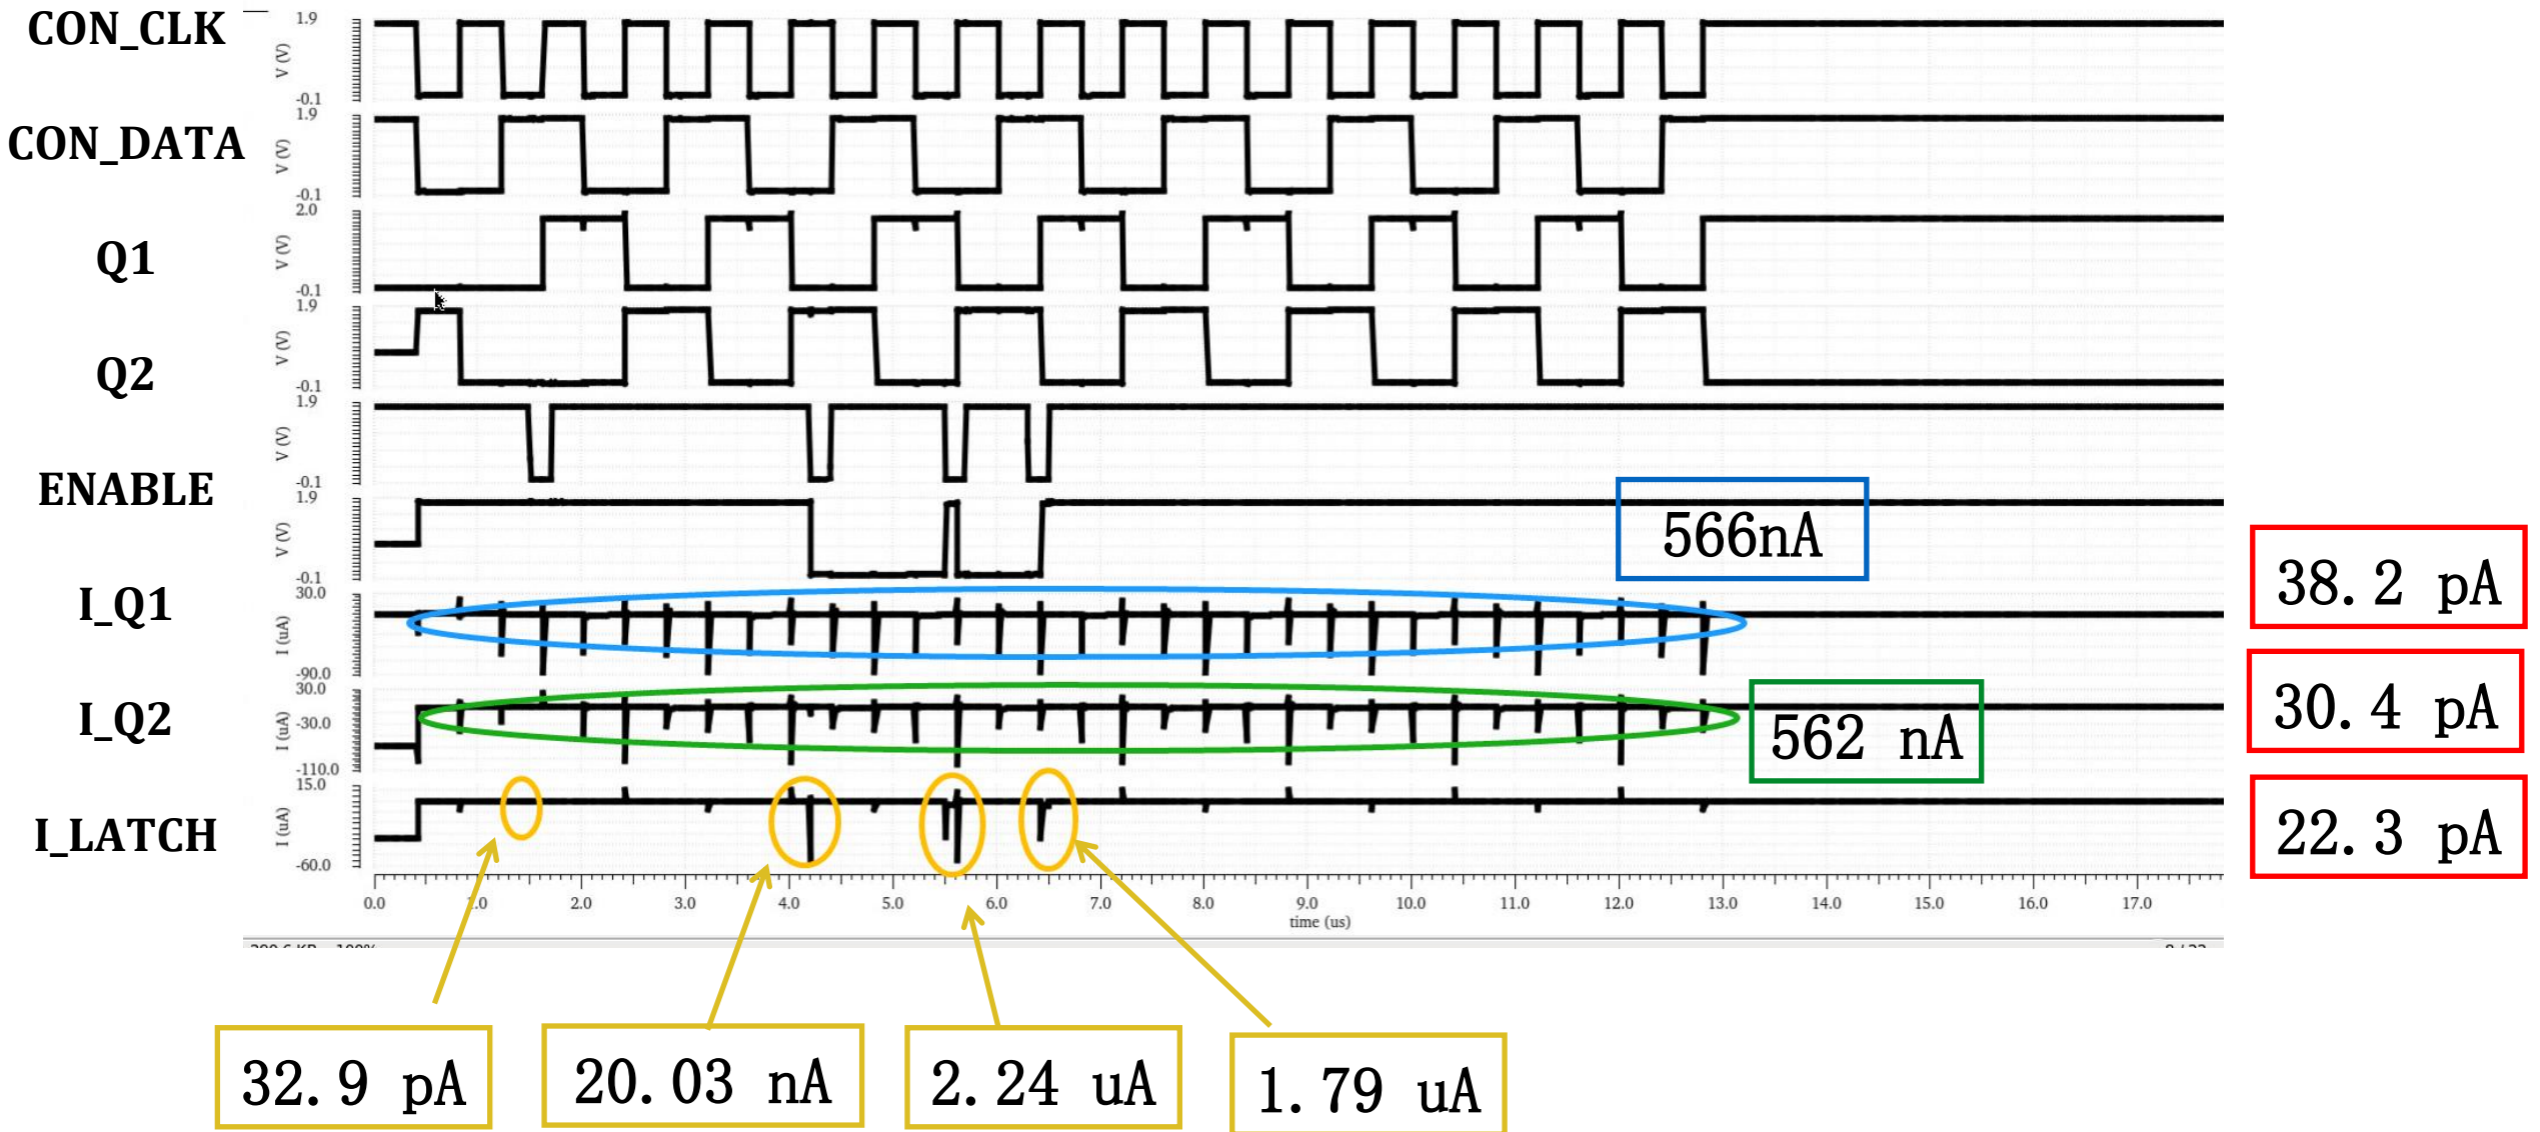 CON_CLK
1.9
V (V)
-0.1
CON_DATA
1.9
V (V)
-0.1
Q1
2.0
V (V)
-0.1
Q2
1.9
V (V)
-0.1
ENABLE
1.9
V (V)
-0.1
1.9
V (V)
-0.1
566nA
I_Q1
30.0
I (uA)
-90.0
38.2 pA
I_Q2
30.0
-30.0
I (uA)
-110.0
562 nA
30.4 pA
I_LATCH
15.0
I (uA)
-60.0
22.3 pA
0.0 1.0 2.0 3.0 4.0 5.0 6.0 7.0 8.0 9.0 10.0 11.0 12.0 13.0 14.0 15.0 16.0 17.0
time (us)
32.9 pA
20.03 nA
2.24 uA
1.79 uA